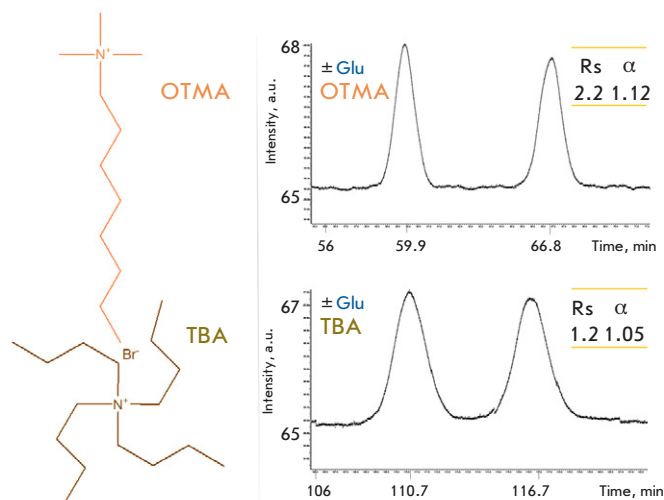 N⁺
OTMA
Br⁻
TBA
N⁺
68
± Glu
OTMA
Rs α
2.2 1.12
Intensity, a.u.
65
56 59.9 66.8 Time, min
67
± Glu
TBA
Rs α
1.2 1.05
Intensity, a.u.
65
106 110.7 116.7 Time, min